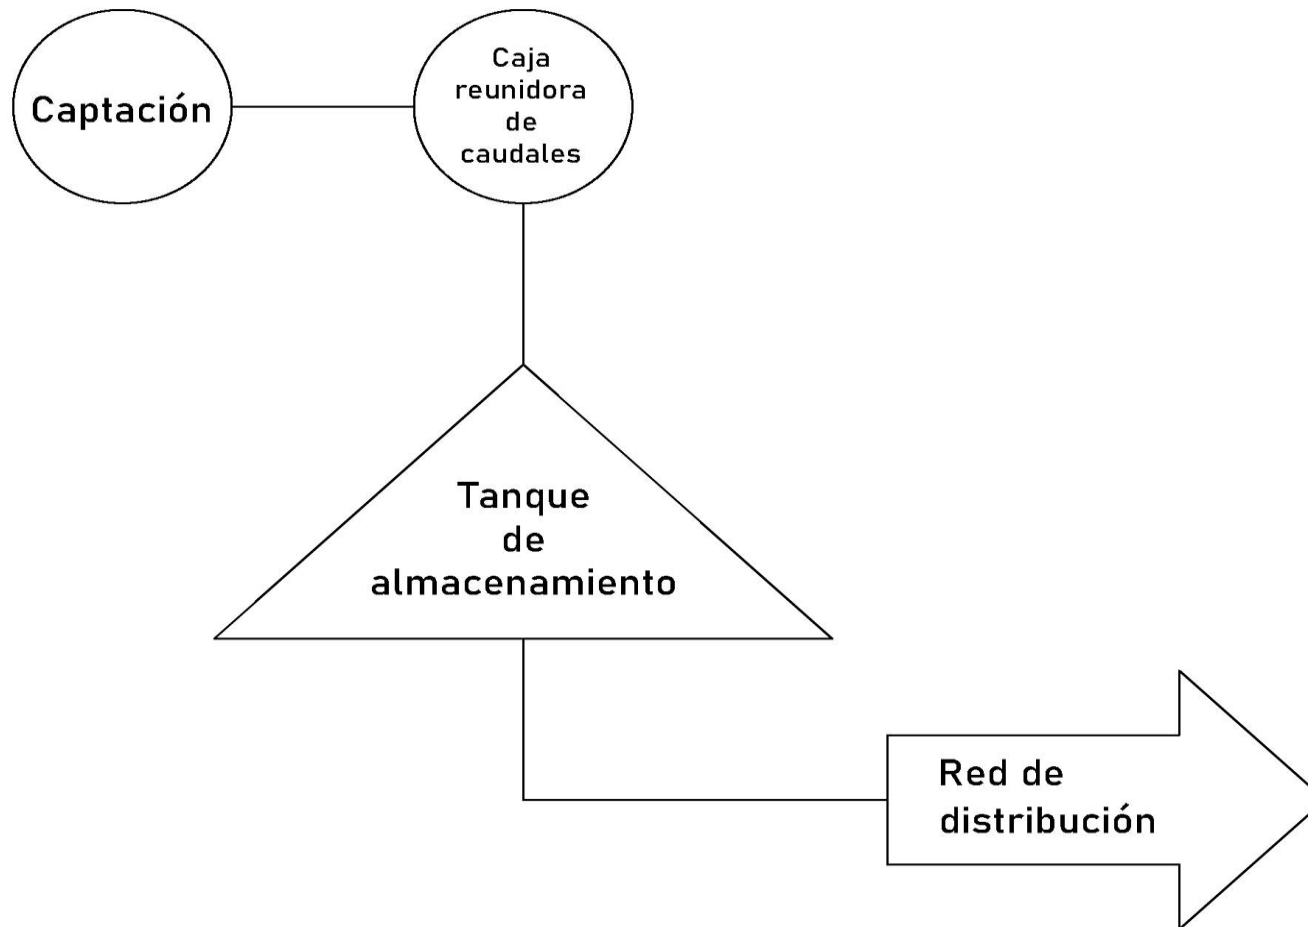 Captación
Caja
reunidora
de
caudales
Tanque
de
almacenamiento
Red de
distribución